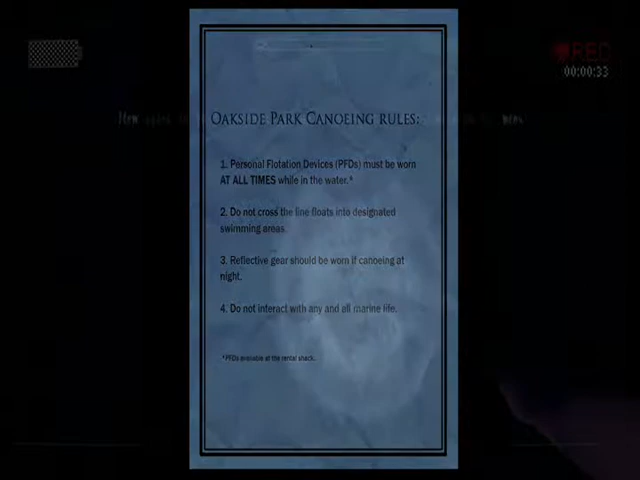 REC
00:00:33
OAKSIDE PARK CANOEING RULES:
1. Personal Flotation Devices (PFDs) must be worn
AT ALL TIMES while in the water.*
2. Do not cross the line floats into designated
swimming areas.
3. Reflective gear should be worn if canoeing at
night.
4. Do not interact with any and all marine life.
*PFDs available at the rental shack.